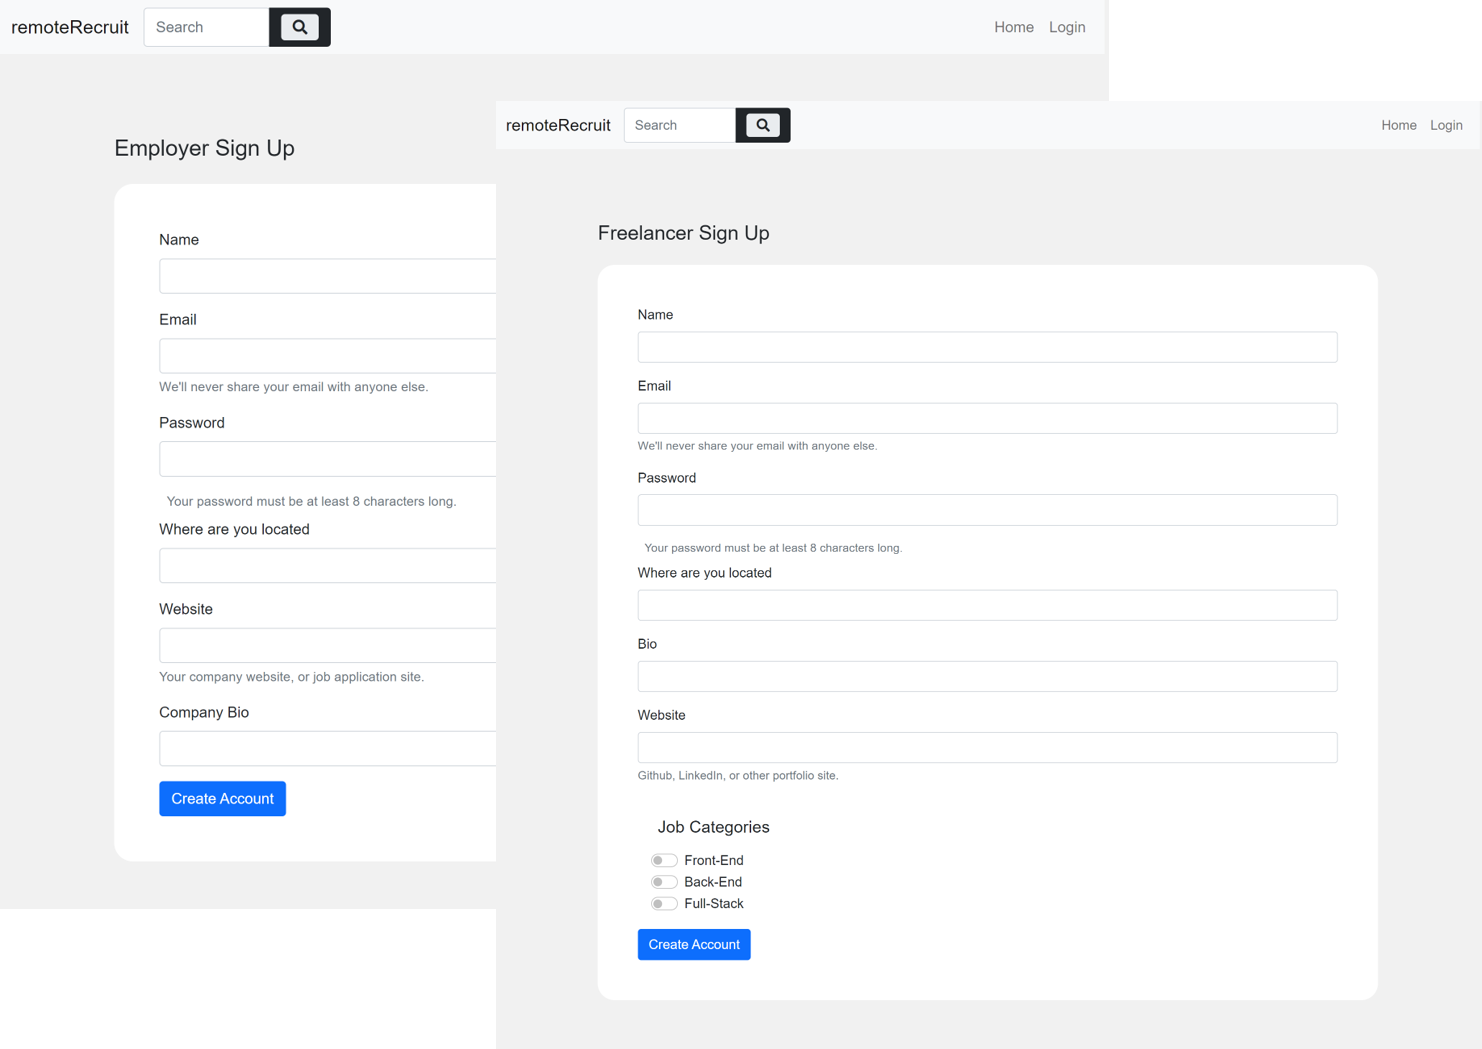 remoteRecruit
Search
Home
Login
Employer Sign Up
Name
Email
We'll never share your email with anyone else.
Password
Your password must be at least 8 characters long.
Where are you located
Website
Your company website, or job application site.
Company Bio
Create Account
remoteRecruit
Search
Home
Login
Freelancer Sign Up
Name
Email
We'll never share your email with anyone else.
Password
Your password must be at least 8 characters long.
Where are you located
Bio
Website
Github, LinkedIn, or other portfolio site.
Job Categories
Front-End
Back-End
Full-Stack
Create Account